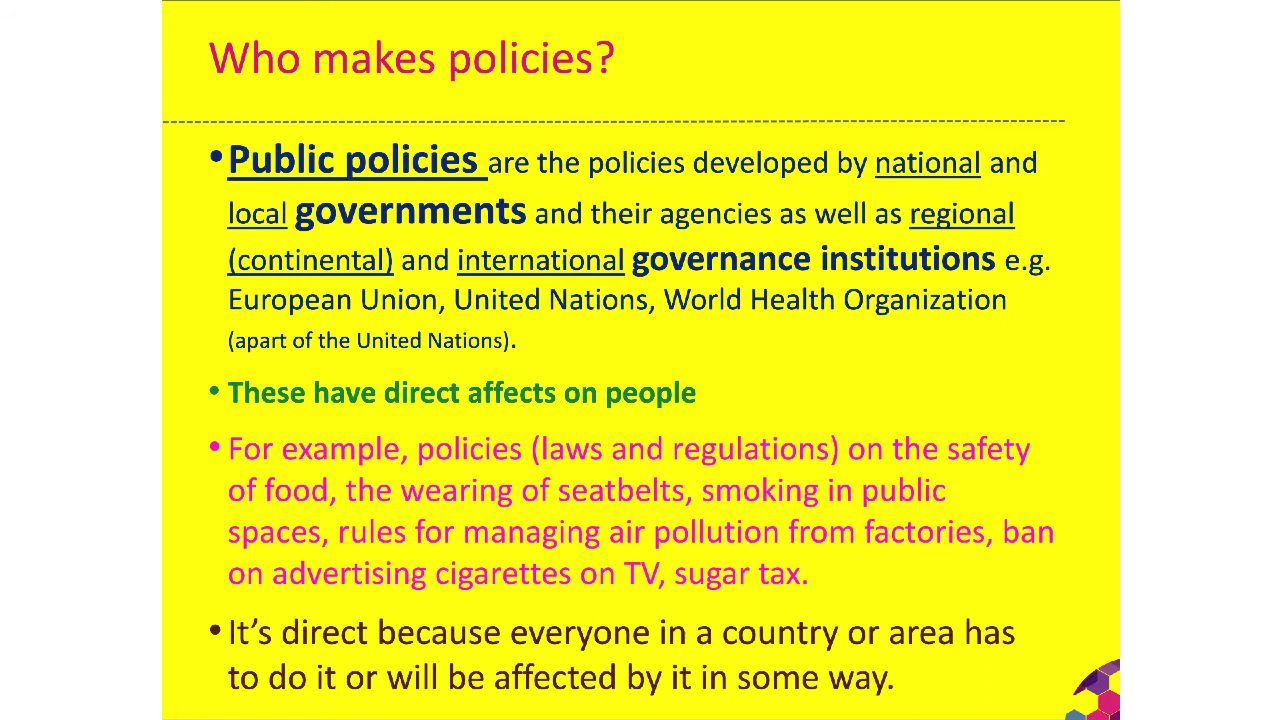 Who makes policies?
•Public policies are the policies developed by national and
local governments and their agencies as well as regional
(continental) and international governance institutions e.g.
European Union, United Nations, World Health Organization
(apart of the United Nations).
• These have direct affects on people
• For example, policies (laws and regulations) on the safety
of food, the wearing of seatbelts, smoking in public
spaces, rules for managing air pollution from factories, ban
on advertising cigarettes on TV, sugar tax.
• It’s direct because everyone in a country or area has
to do it or will be affected by it in some way.